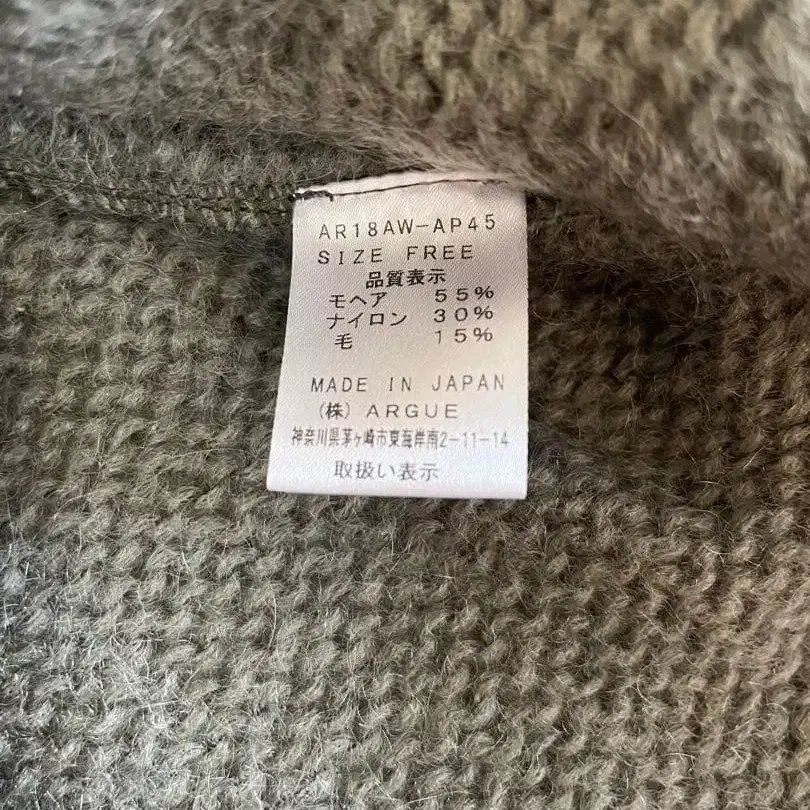 AR18AW-AP45
SIZE FREE
品質表示
モヘア 55%
ナイロン 30%
毛 15%
MADE IN JAPAN
(株) ARGUE
神奈川県茅ヶ崎市東海岸南2-11-14
取扱い表示